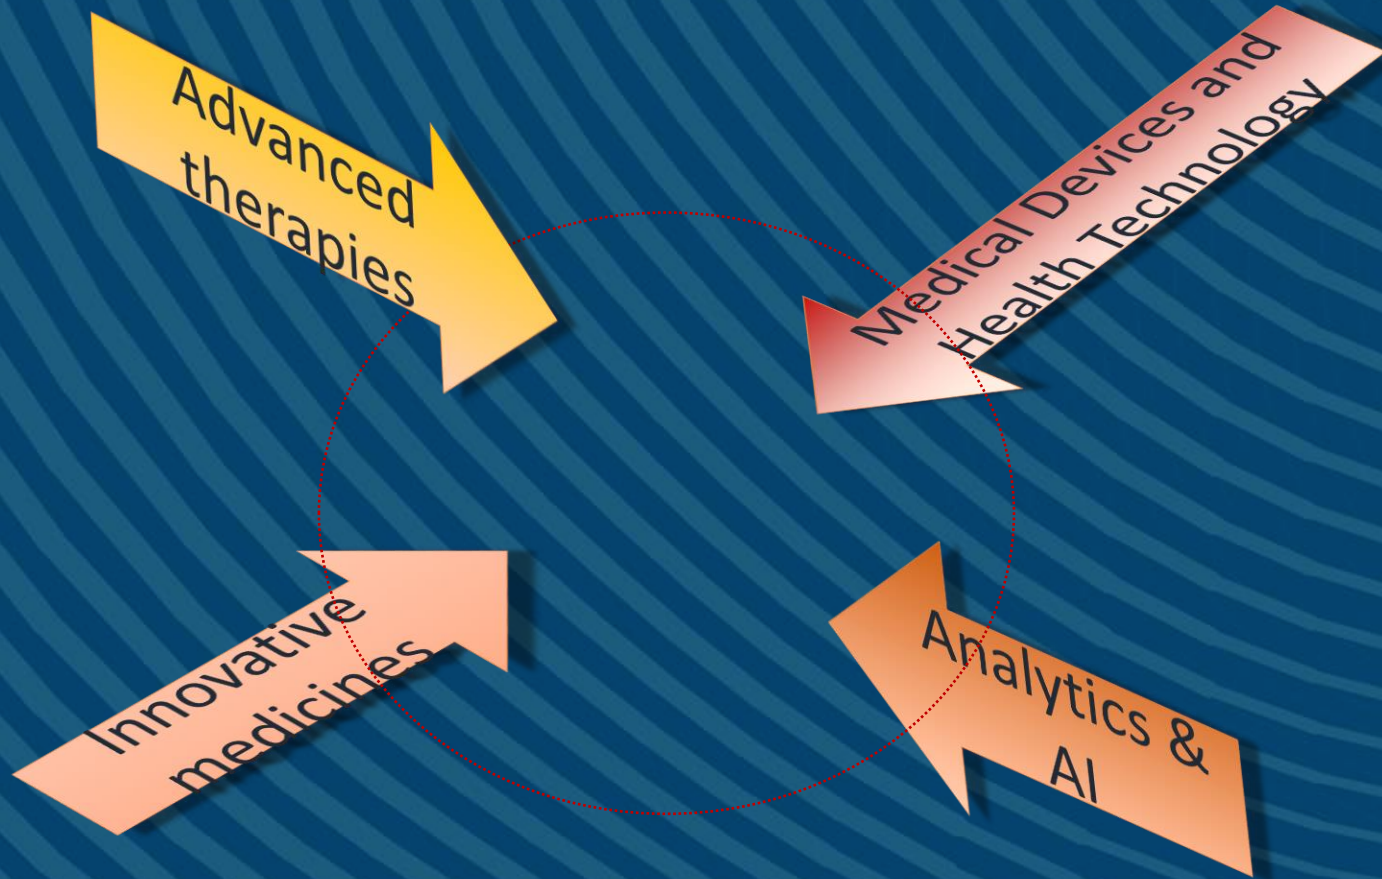 Advanced
therapies
Medical Devices and
Health Technology
Innovative
medicines
Analytics &
AI